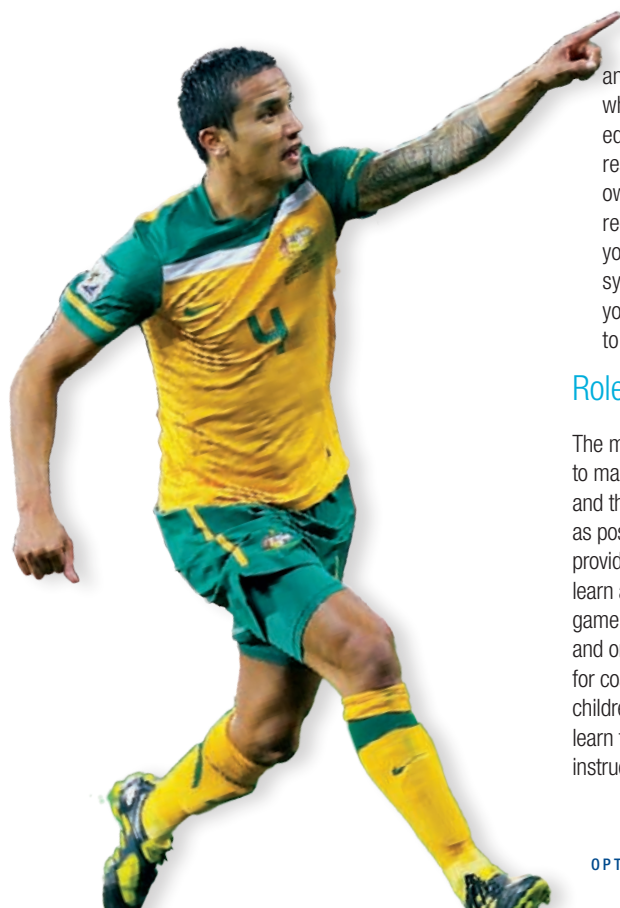 4
an
wh
ed
re
ow
re
yo
sy
yo
to
Role
The m
to ma
and th
as pos
provid
learn a
game
and o
for co
childre
learn
instruc
OPT